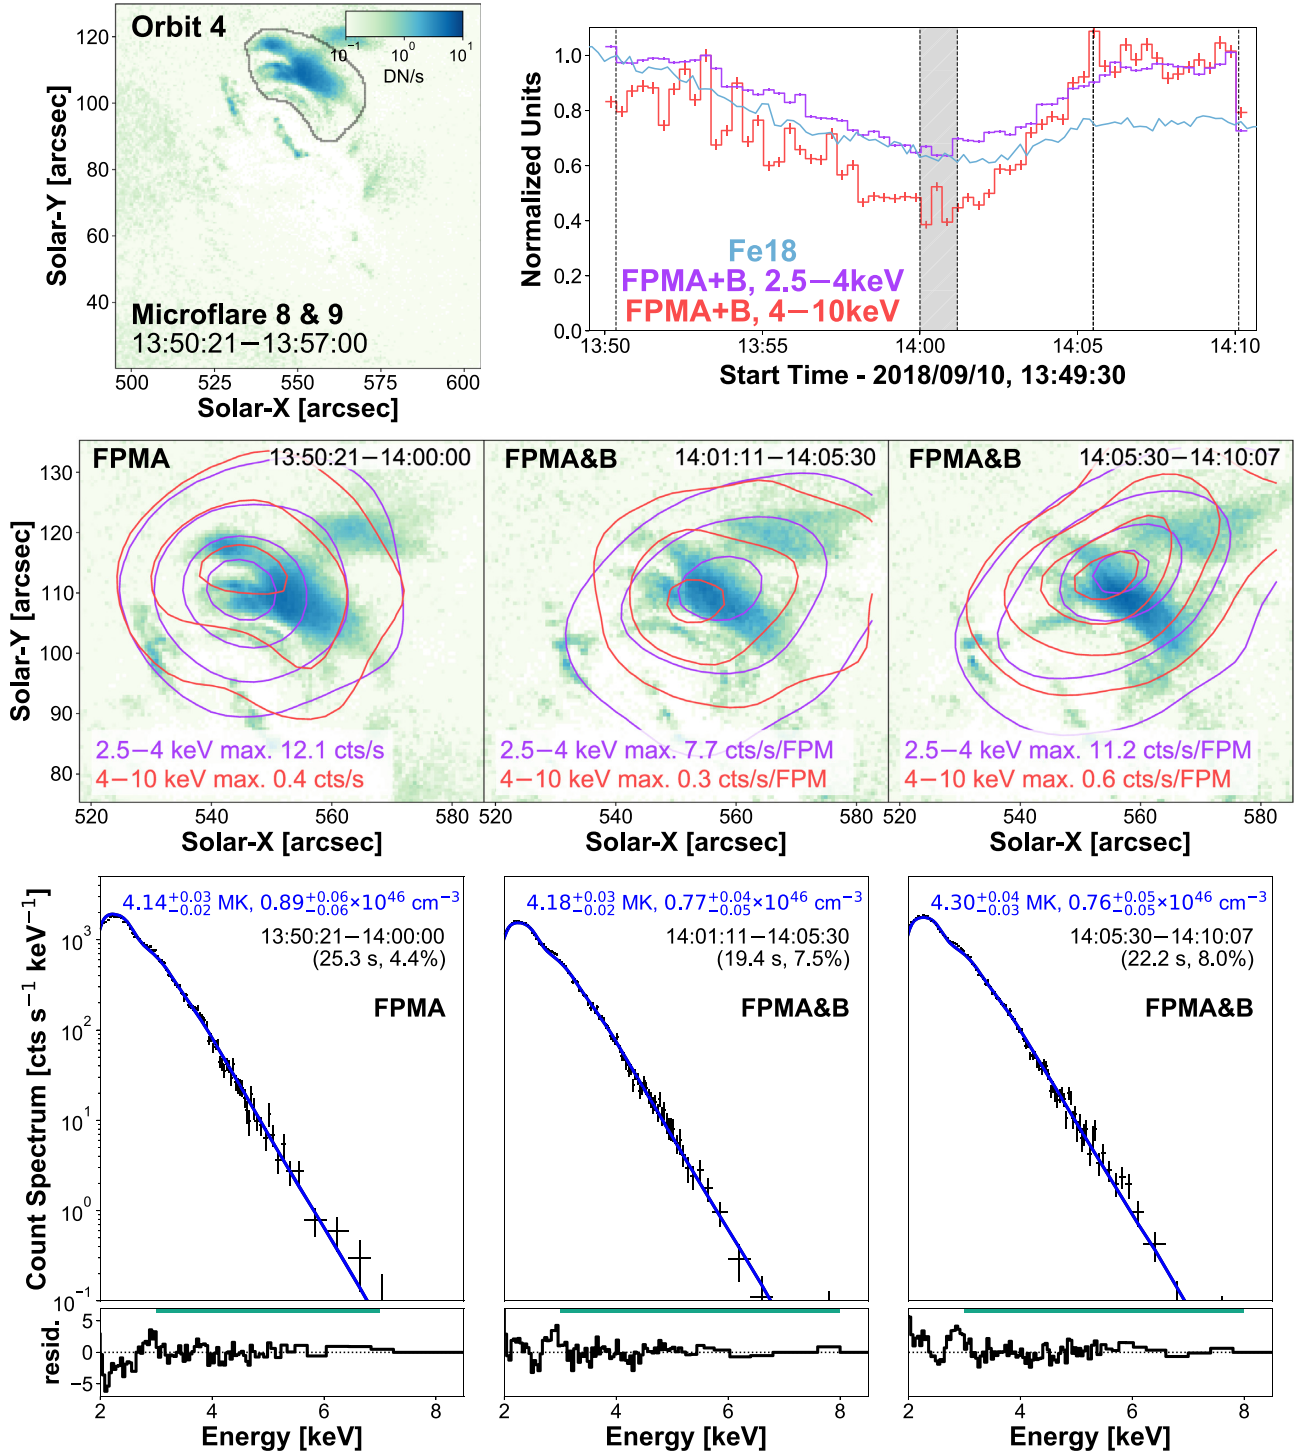 Orbit 4
10⁻¹ 10⁰ 10¹
DN/s
120
100
80
60
40
Solar-Y [arcsec]
Microflare 8 & 9
13:50:21−13:57:00
500 525 550 575 600
Solar-X [arcsec]
1.0
0.8
0.6
0.4
0.2
0.0
Normalized Units
Fe18
FPMA+B, 2.5−4keV
FPMA+B, 4−10keV
13:50 13:55 14:00 14:05 14:10
Start Time - 2018/09/10, 13:49:30
130
120
110
100
90
80
Solar-Y [arcsec]
FPMA 13:50:21−14:00:00
2.5−4 keV max. 12.1 cts/s
4−10 keV max. 0.4 cts/s
520 540 560 580
Solar-X [arcsec]
FPMA&B 14:01:11−14:05:30
2.5−4 keV max. 7.7 cts/s/FPM
4−10 keV max. 0.3 cts/s/FPM
520 540 560 580
Solar-X [arcsec]
FPMA&B 14:05:30−14:10:07
2.5−4 keV max. 11.2 cts/s/FPM
4−10 keV max. 0.6 cts/s/FPM
520 540 560 580
Solar-X [arcsec]
10³
10²
10¹
10⁰
10⁻¹
Count Spectrum [cts s⁻¹ keV⁻¹]
4.14+0.03−0.02 MK, 0.89+0.06−0.06×10⁴⁶ cm⁻³
13:50:21−14:00:00
(25.3 s, 4.4%)
FPMA
4.18+0.03−0.02 MK, 0.77+0.04−0.05×10⁴⁶ cm⁻³
14:01:11−14:05:30
(19.4 s, 7.5%)
FPMA&B
4.30+0.04−0.03 MK, 0.76+0.05−0.05×10⁴⁶ cm⁻³
14:05:30−14:10:07
(22.2 s, 8.0%)
FPMA&B
10
5
0
−5
resid.
2 4 6 8
Energy [keV]
2 4 6 8
Energy [keV]
2 4 6 8
Energy [keV]